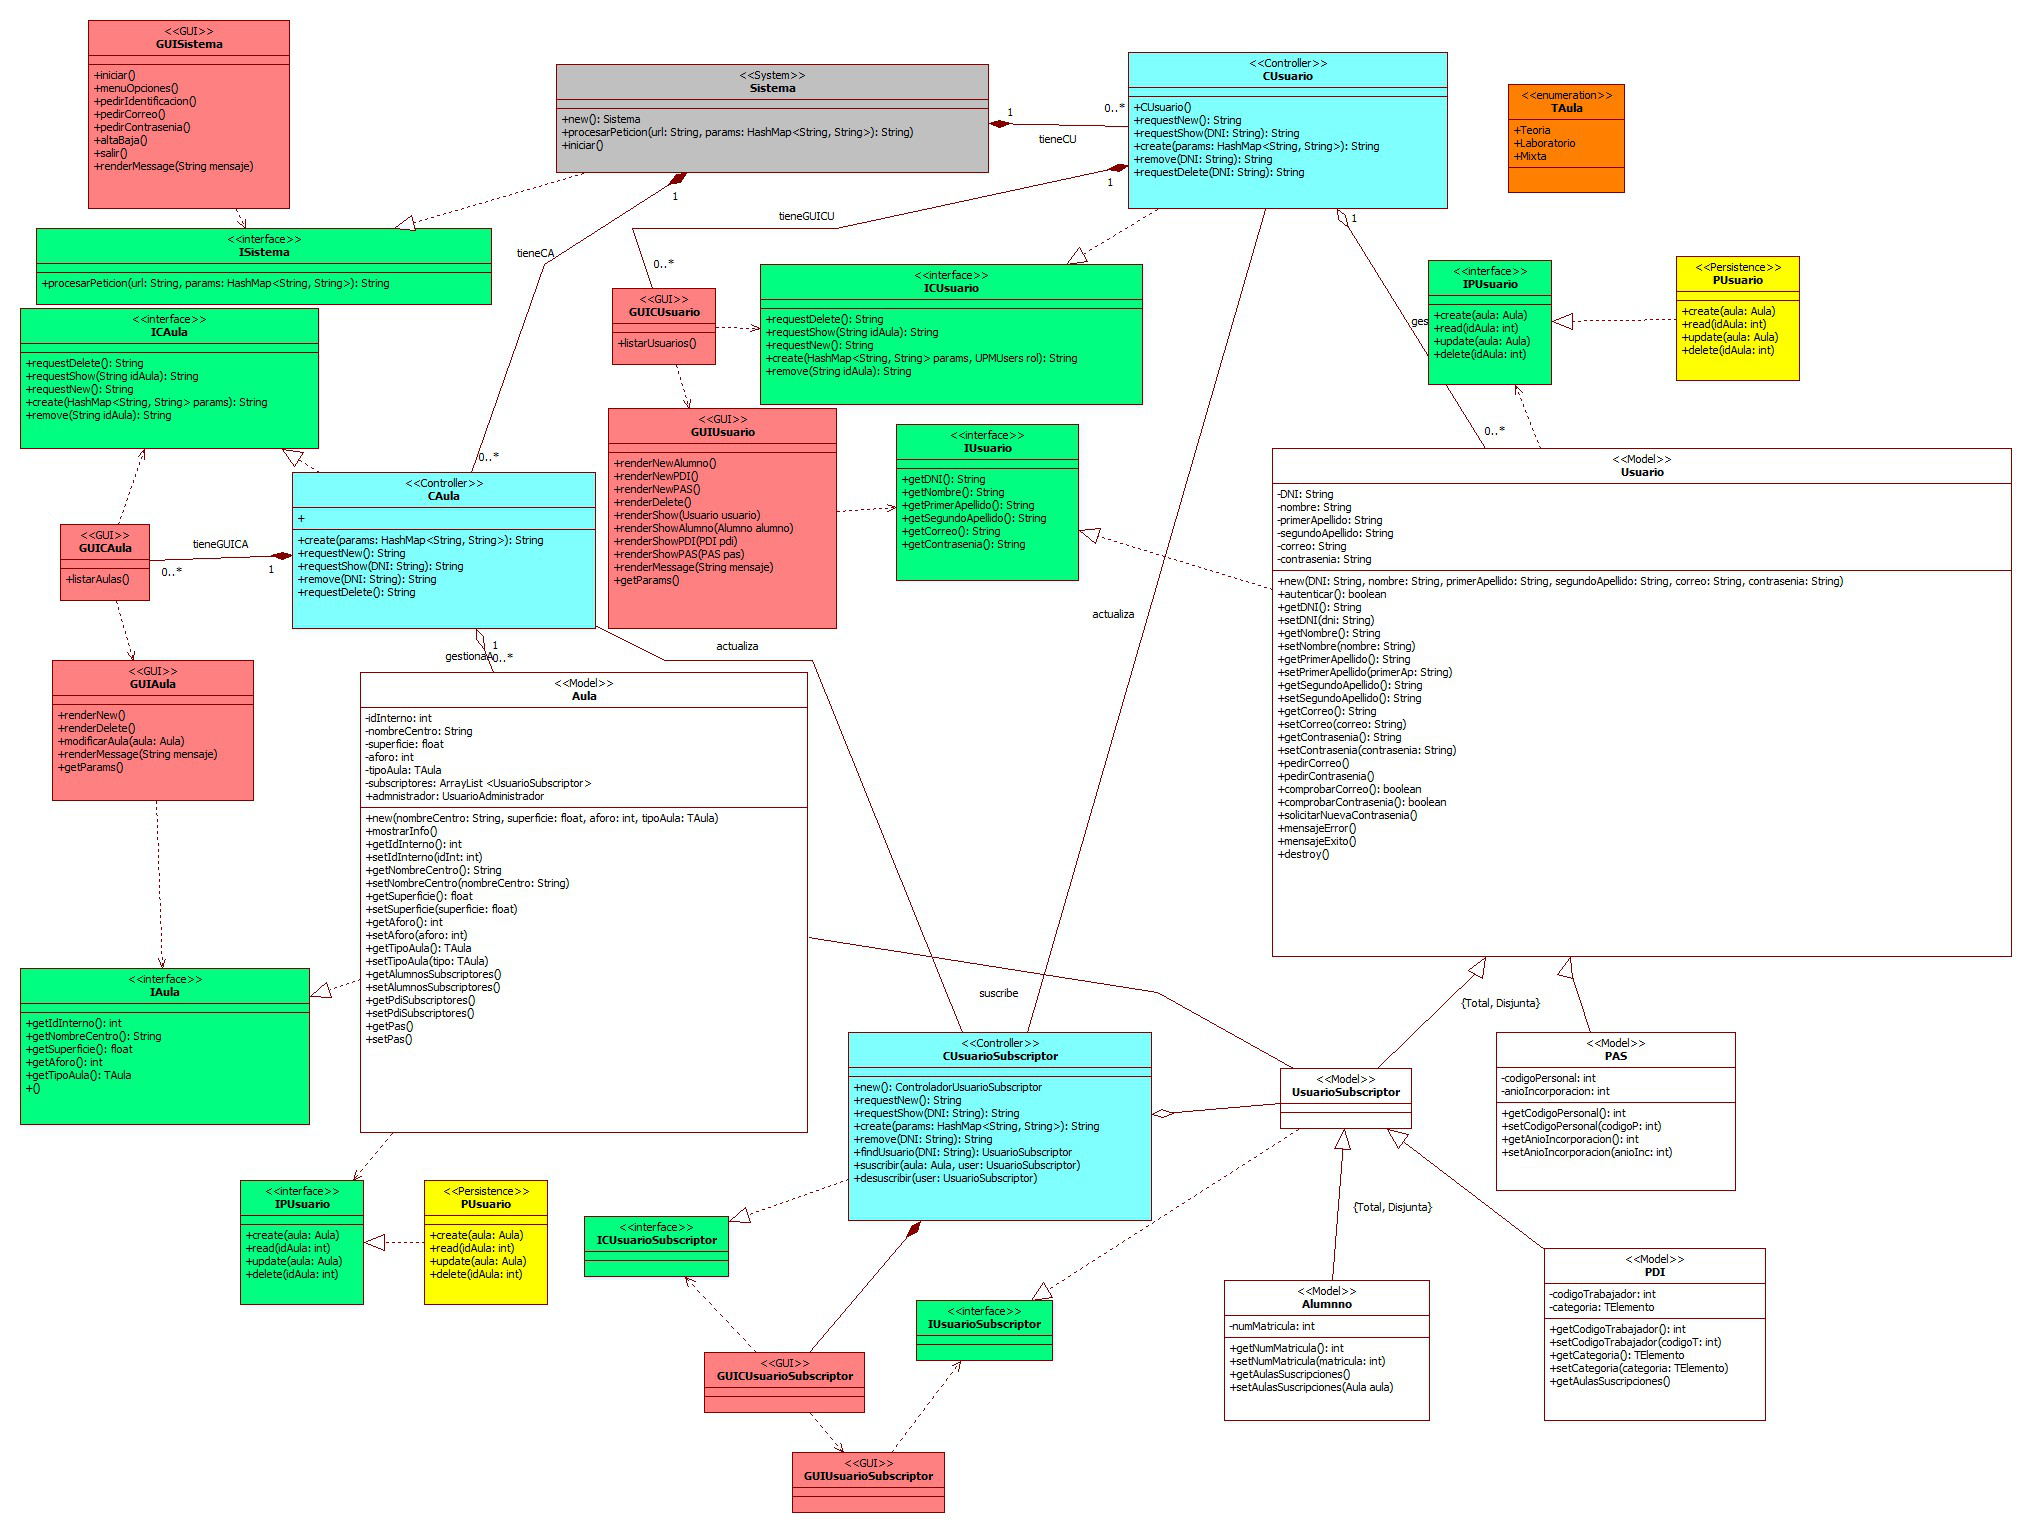 <<GUI>>
GUISistema
+iniciar()
+menuOpciones()
+pedirIdentificacion()
+pedirCorreo()
+pedirContrasenia()
+altaBaja()
+salir()
+renderMessage(String mensaje)
<<System>>
Sistema
+new(): Sistema
+procesarPeticion(url: String, params: HashMap<String, String>): String)
+iniciar()
1
0..*
tieneCU
1
tieneCA
0..*
<<Controller>>
CUsuario
+CUsuario()
+requestNew(): String
+requestShow(DNI: String): String
+create(params: HashMap<String, String>): String
+remove(DNI: String): String
+requestDelete(DNI: String): String
1
tieneGUICU
0..*
1
ges
0..*
<<enumeration>>
TAula
+Teoria
+Laboratorio
+Mixta
<<interface>>
ISistema
+procesarPeticion(url: String, params: HashMap<String, String>): String
<<interface>>
ICAula
+requestDelete(): String
+requestShow(String idAula): String
+requestNew(): String
+create(HashMap<String, String> params): String
+remove(String idAula): String
<<GUI>>
GUICUsuario
+listarUsuarios()
<<interface>>
ICUsuario
+requestDelete(): String
+requestShow(String idAula): String
+requestNew(): String
+create(HashMap<String, String> params, UPMUsers rol): String
+remove(String idAula): String
<<interface>>
IPUsuario
+create(aula: Aula)
+read(idAula: int)
+update(aula: Aula)
+delete(idAula: int)
<<Persistence>>
PUsuario
+create(aula: Aula)
+read(idAula: int)
+update(aula: Aula)
+delete(idAula: int)
<<GUI>>
GUIUsuario
+renderNewAlumno()
+renderNewPDI()
+renderNewPAS()
+renderDelete()
+renderShow(Usuario usuario)
+renderShowAlumno(Alumno alumno)
+renderShowPDI(PDI pdi)
+renderShowPAS(PAS pas)
+renderMessage(String mensaje)
+getParams()
<<interface>>
IUsuario
+getDNI(): String
+getNombre(): String
+getPrimerApellido(): String
+getSegundoApellido(): String
+getCorreo(): String
+getContrasenia(): String
<<Model>>
Usuario
-DNI: String
-nombre: String
-primerApellido: String
-segundoApellido: String
-correo: String
-contrasenia: String
+new(DNI: String, nombre: String, primerApellido: String, segundoApellido: String, correo: String, contrasenia: String)
+autenticar(): boolean
+getDNI(): String
+setDNI(dni: String)
+getNombre(): String
+setNombre(nombre: String)
+getPrimerApellido(): String
+setPrimerApellido(primerAp: String)
+getSegundoApellido(): String
+setSegundoApellido(): String
+getCorreo(): String
+setCorreo(correo: String)
+getContrasenia(): String
+setContrasenia(contrasenia: String)
+pedirCorreo()
+pedirContrasenia()
+comprobarCorreo(): boolean
+comprobarContrasenia(): boolean
+solicitarNuevaContrasenia()
+mensajeError()
+mensajeExito()
+destroy()
<<Controller>>
CAula
+
+create(params: HashMap<String, String>): String
+requestNew(): String
+requestShow(DNI: String): String
+remove(DNI: String): String
+requestDelete(): String
<<GUI>>
GUICAula
+listarAulas()
tieneGUICA
0..*
1
1
gestionaA
0..*
actualiza
actualiza
<<GUI>>
GUIAula
+renderNew()
+renderDelete()
+modificarAula(aula: Aula)
+renderMessage(String mensaje)
+getParams()
<<Model>>
Aula
-idInterno: int
-nombreCentro: String
-superficie: float
-aforo: int
-tipoAula: TAula
-subscriptores: ArrayList <UsuarioSubscriptor>
+admnistrador: UsuarioAdministrador
+new(nombreCentro: String, superficie: float, aforo: int, tipoAula: TAula)
+mostrarInfo()
+getIdInterno(): int
+setIdInterno(idInt: int)
+getNombreCentro(): String
+setNombreCentro(nombreCentro: String)
+getSuperficie(): float
+setSuperficie(superficie: float)
+getAforo(): int
+setAforo(aforo: int)
+getTipoAula(): TAula
+setTipoAula(tipo: TAula)
+getAlumnosSubscriptores()
+setAlumnosSubscriptores()
+getPdiSubscriptores()
+setPdiSubscriptores()
+getPas()
+setPas()
<<interface>>
IAula
+getIdInterno(): int
+getNombreCentro(): String
+getSuperficie(): float
+getAforo(): int
+getTipoAula(): TAula
+()
suscribe
{Total, Disjunta}
<<Controller>>
CUsuarioSubscriptor
+new(): ControladorUsuarioSubscriptor
+requestNew(): String
+requestShow(DNI: String): String
+create(params: HashMap<String, String>): String
+remove(DNI: String): String
+findUsuario(DNI: String): UsuarioSubscriptor
+suscribir(aula: Aula, user: UsuarioSubscriptor)
+desuscribir(user: UsuarioSubscriptor)
<<Model>>
UsuarioSubscriptor
<<Model>>
PAS
-codigoPersonal: int
-anioIncorporacion: int
+getCodigoPersonal(): int
+setCodigoPersonal(codigoP: int)
+getAnioIncorporacion(): int
+setAnioIncorporacion(anioInc: int)
<<interface>>
IPUsuario
+create(aula: Aula)
+read(idAula: int)
+update(aula: Aula)
+delete(idAula: int)
<<Persistence>>
PUsuario
+create(aula: Aula)
+read(idAula: int)
+update(aula: Aula)
+delete(idAula: int)
<<interface>>
ICUsuarioSubscriptor
{Total, Disjunta}
<<interface>>
IUsuarioSubscriptor
<<Model>>
Alumnno
-numMatricula: int
+getNumMatricula(): int
+setNumMatricula(matricula: int)
+getAulasSuscripciones()
+setAulasSuscripciones(Aula aula)
<<Model>>
PDI
-codigoTrabajador: int
-categoria: TElemento
+getCodigoTrabajador(): int
+setCodigoTrabajador(codigoT: int)
+getCategoria(): TElemento
+setCategoria(categoria: TElemento)
+getAulasSuscripciones()
<<GUI>>
GUICUsuarioSubscriptor
<<GUI>>
GUIUsuarioSubscriptor